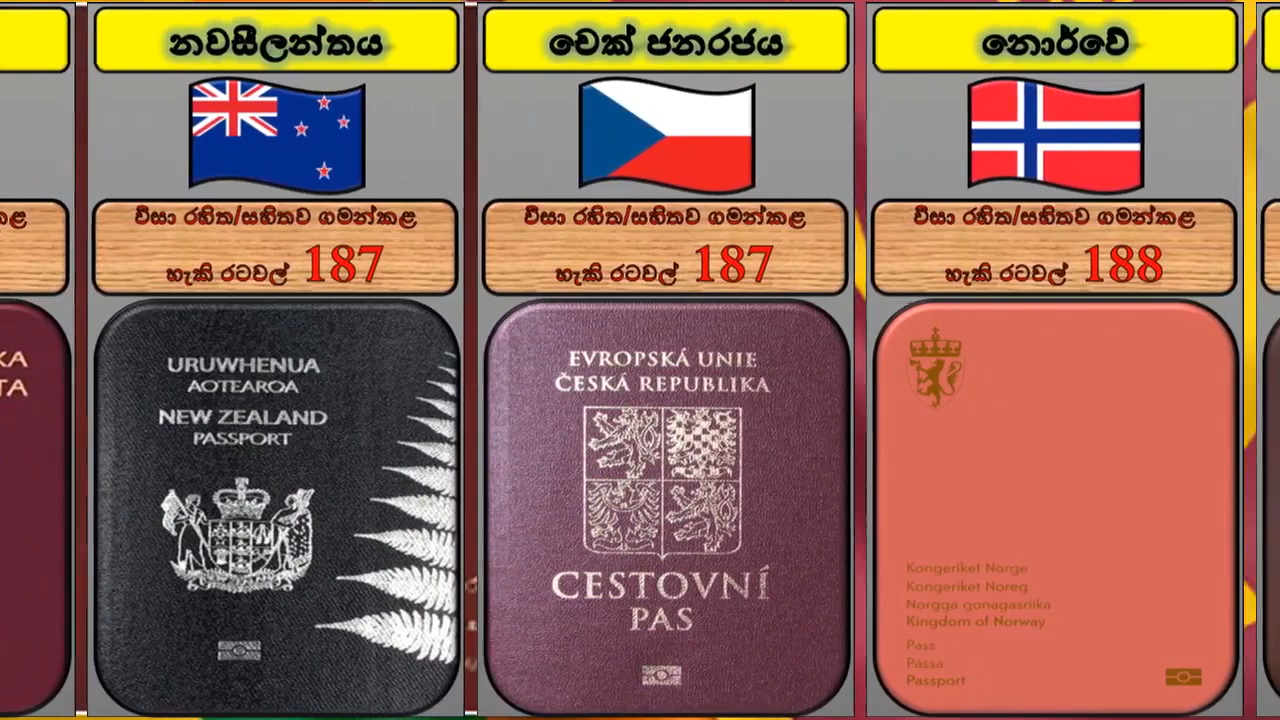 නවසීලන්තය
වීසා රහිත/සහිතව ගමන්කළ
හැකි රටවල් 187
URUWHENUA
AOTEAROA
NEW ZEALAND
PASSPORT
චෙක් ජනරජය
වීසා රහිත/සහිතව ගමන්කළ
හැකි රටවල් 187
EVROPSKÁ UNIE
ČESKÁ REPUBLIKA
CESTOVNÍ
PAS
නොර්වේ
වීසා රහිත/සහිතව ගමන්කළ
හැකි රටවල් 188
Kongeriket Norge
Kongeriket Noreg
Norgga gonagasriika
Kingdom of Norway
Pass
Pássa
Passport